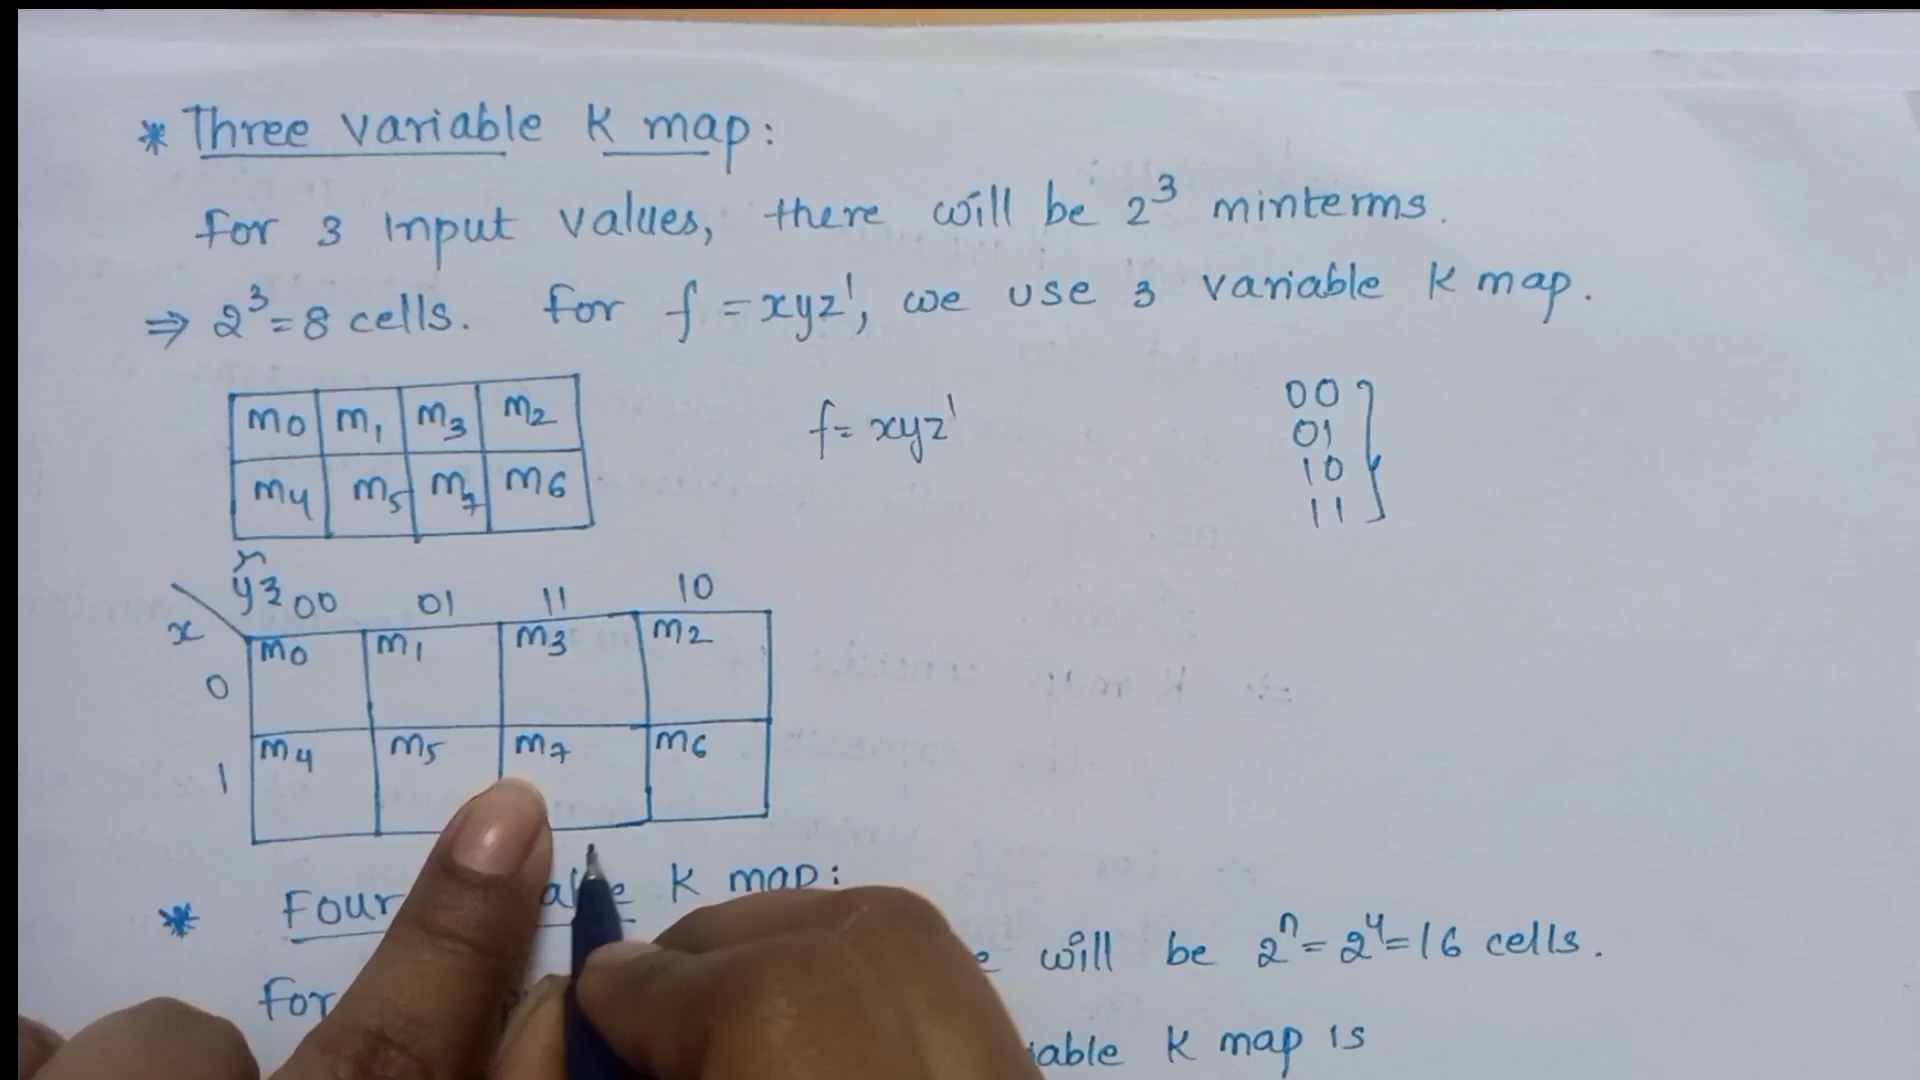 * Three variable K map:
For 3 input values, there will be 2³ minterms.
⇒ 2³=8 cells. For f=xyz', we use 3 variable K map.
m0 m1 m3 m2
m4 m5 m7 m6
f= xyz'
00
01
10
11
yz 00 01 11 10
x
0 m0 m1 m3 m2
1 m4 m5 m7 m6
* Four K map:
For will be 2ⁿ=2⁴=16 cells.
K map is